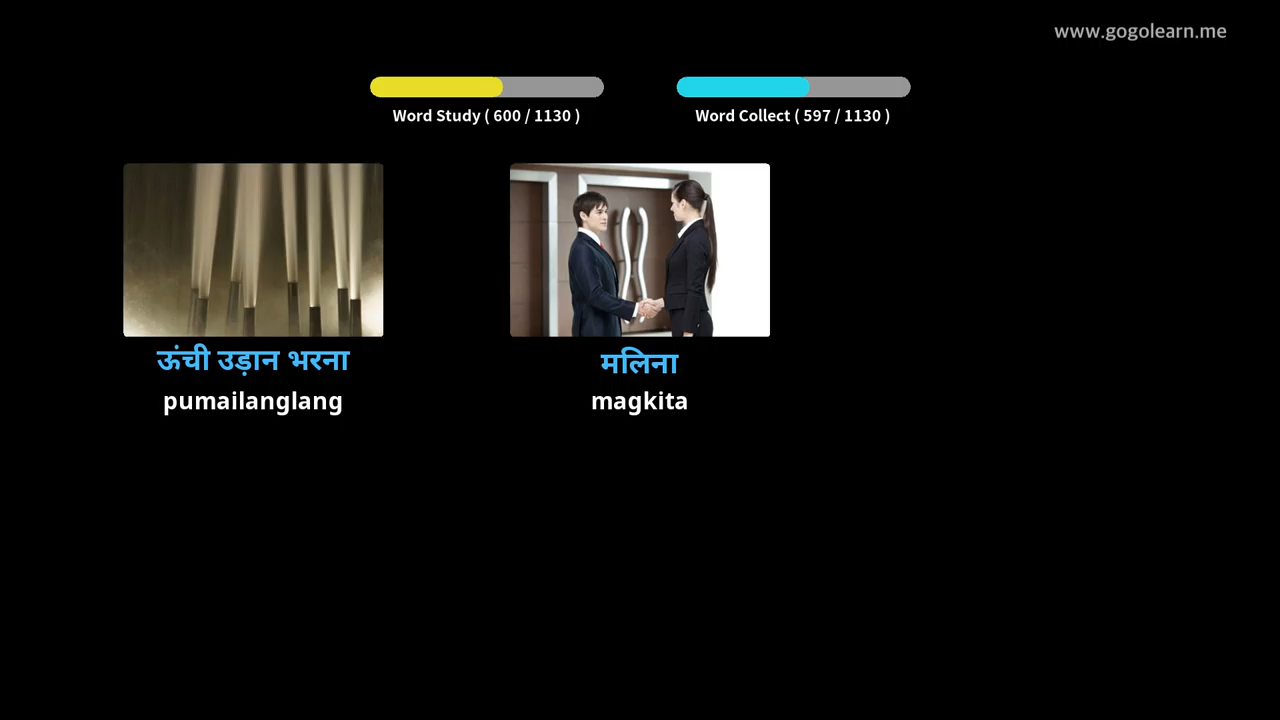 www.gogolearn.me
Word Study ( 600 / 1130 )
Word Collect ( 597 / 1130 )
ऊंची उड़ान भरना
pumailanglang
मलिना
magkita